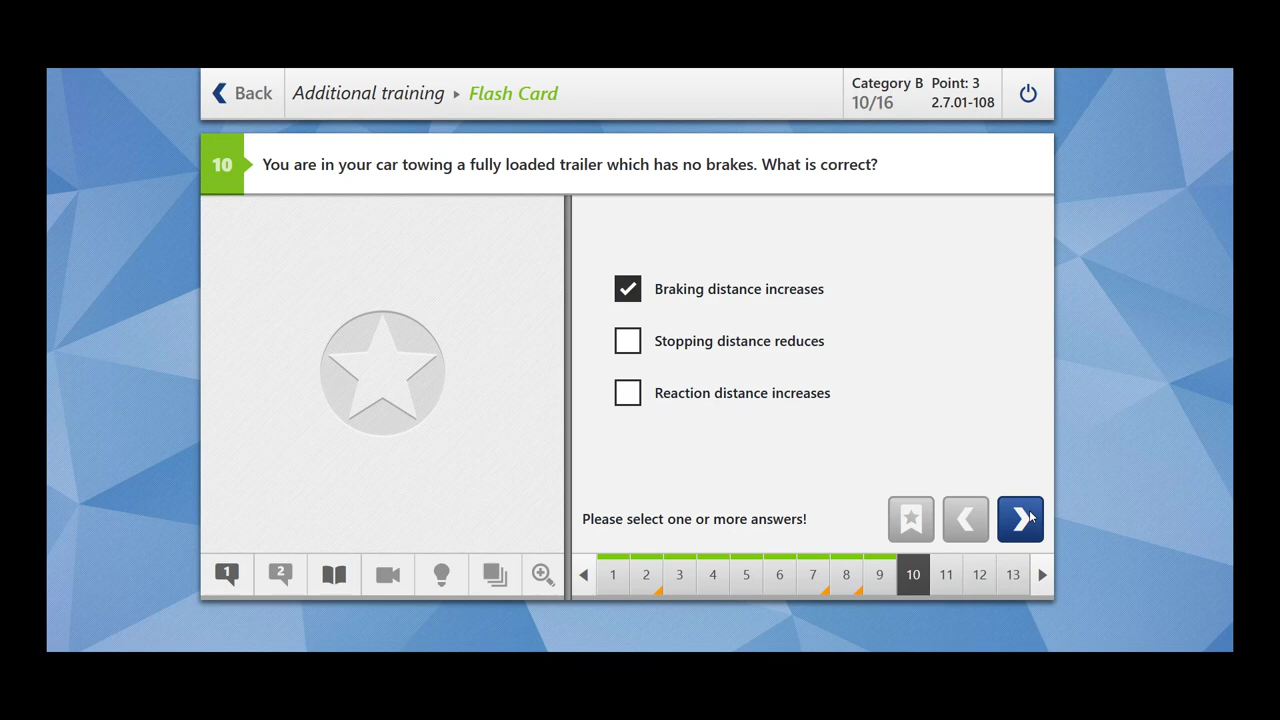 Back
Additional training ▸ Flash Card
Category B Point: 3
10/16 2.7.01-108
10 You are in your car towing a fully loaded trailer which has no brakes. What is correct?
Braking distance increases
Stopping distance reduces
Reaction distance increases
Please select one or more answers!
1 2 1 2 3 4 5 6 7 8 9 10 11 12 13